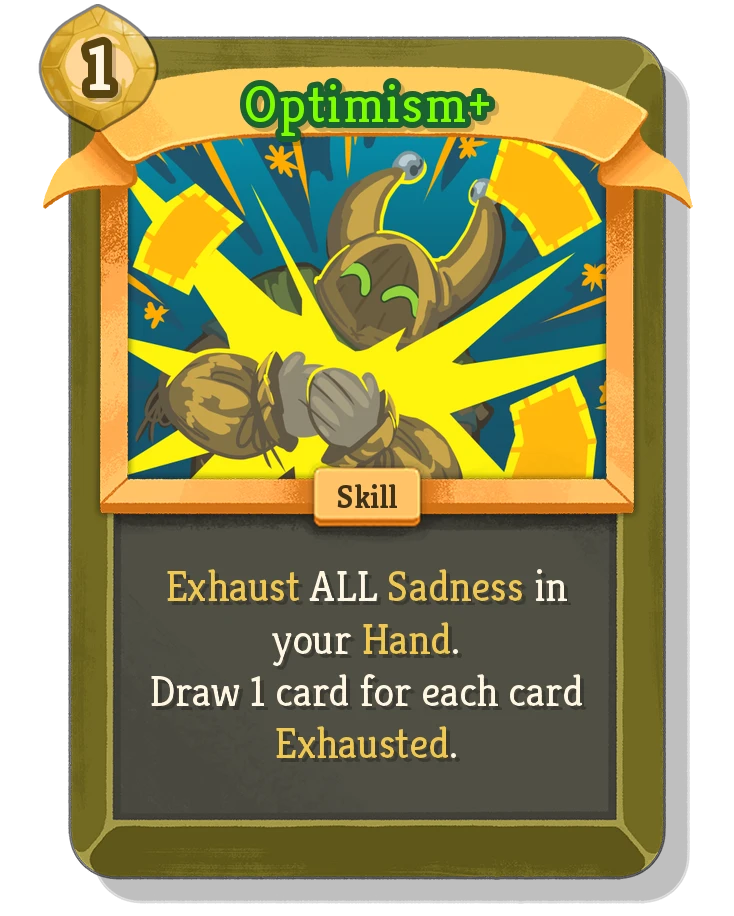 1
Optimism+
Skill
Exhaust ALL Sadness in
your Hand.
Draw 1 card for each card
Exhausted.